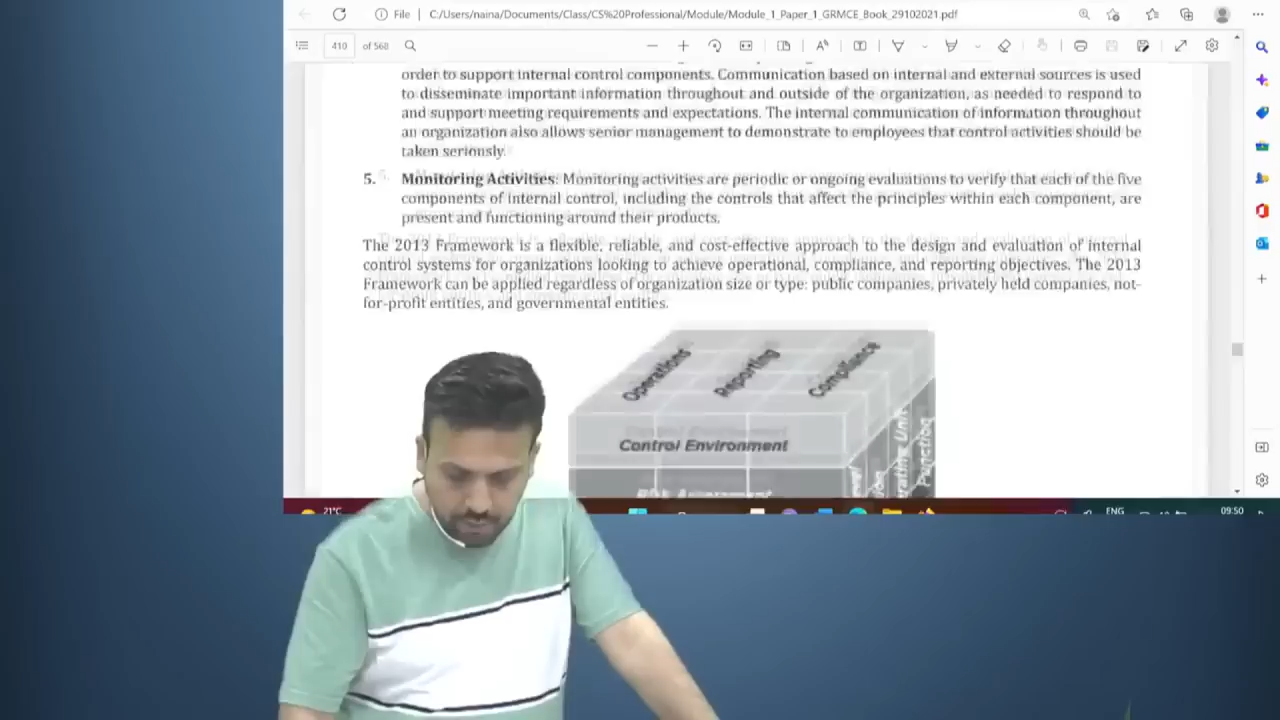 File C:/Users/naina/Documents/Class/CS%20Professional/Module/Module_1_Paper_1_GRMCE_Book_29102021.pdf
410 of 568
order to support internal control components. Communication based on internal and external sources is used
to disseminate important information throughout and outside of the organization, as needed to respond to
and support meeting requirements and expectations. The internal communication of information throughout
an organization also allows senior management to demonstrate to employees that control activities should be
taken seriously.
5. Monitoring Activities: Monitoring activities are periodic or ongoing evaluations to verify that each of the five
components of internal control, including the controls that affect the principles within each component, are
present and functioning around their products.
The 2013 Framework is a flexible, reliable, and cost-effective approach to the design and evaluation of internal
control systems for organizations looking to achieve operational, compliance, and reporting objectives. The 2013
Framework can be applied regardless of organization size or type: public companies, privately held companies, not-
for-profit entities, and governmental entities.
Operations
Reporting
Compliance
Control Environment
Function
21°C
ENG
09:50